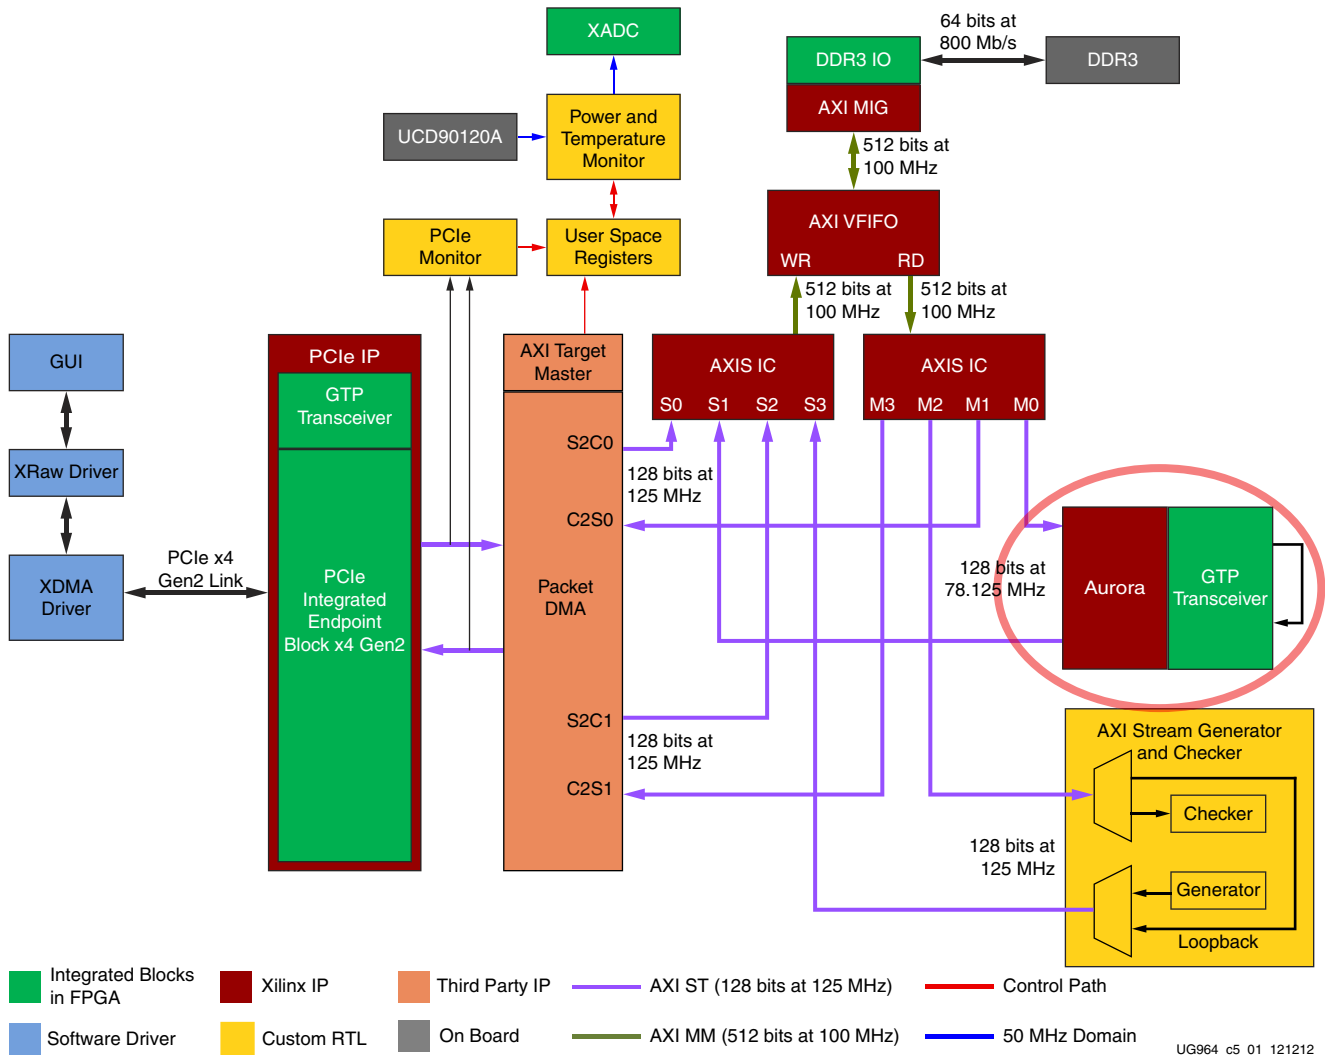 XADC
64 bits at
800 Mb/s
DDR3 IO
DDR3
AXI MIG
UCD90120A
Power and
Temperature
Monitor
512 bits at
100 MHz
PCIe
Monitor
User Space
Registers
AXI VFIFO
WR
RD
512 bits at
100 MHz
512 bits at
100 MHz
GUI
XRaw Driver
XDMA
Driver
PCIe x4
Gen2 Link
PCIe IP
GTP
Transceiver
PCIe
Integrated
Endpoint
Block x4 Gen2
AXI Target
Master
S2C0
C2S0
Packet
DMA
S2C1
C2S1
128 bits at
125 MHz
128 bits at
125 MHz
AXIS IC
S0 S1 S2 S3
AXIS IC
M3 M2 M1 M0
128 bits at
78.125 MHz
Aurora
GTP
Transceiver
AXI Stream Generator
and Checker
Checker
128 bits at
125 MHz
Generator
Loopback
Integrated Blocks
in FPGA
Xilinx IP
Third Party IP
AXI ST (128 bits at 125 MHz)
Control Path
Software Driver
Custom RTL
On Board
AXI MM (512 bits at 100 MHz)
50 MHz Domain
UG964_c5_01_121212